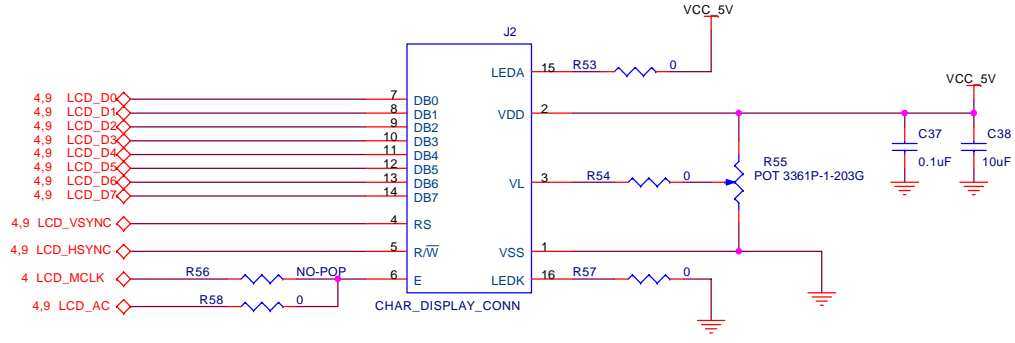 VCC_5V
J2
LEDA 15 R53 0
VCC_5V
4,9 LCD_D0 7 DB0
VDD 2
4,9 LCD_D1 8 DB1
4,9 LCD_D2 9 DB2
4,9 LCD_D3 10 DB3
C37
C38
4,9 LCD_D4 11 DB4
0.1uF
10uF
4,9 LCD_D5 12 DB5
R55
POT 3361P-1-203G
4,9 LCD_D6 13 DB6
VL 3 R54 0
4,9 LCD_D7 14 DB7
4,9 LCD_VSYNC 4 RS
4,9 LCD_HSYNC 5 R/W
VSS 1
4 LCD_MCLK R56 NO-POP 6 E
LEDK 16 R57 0
4,9 LCD_AC R58 0
CHAR_DISPLAY_CONN